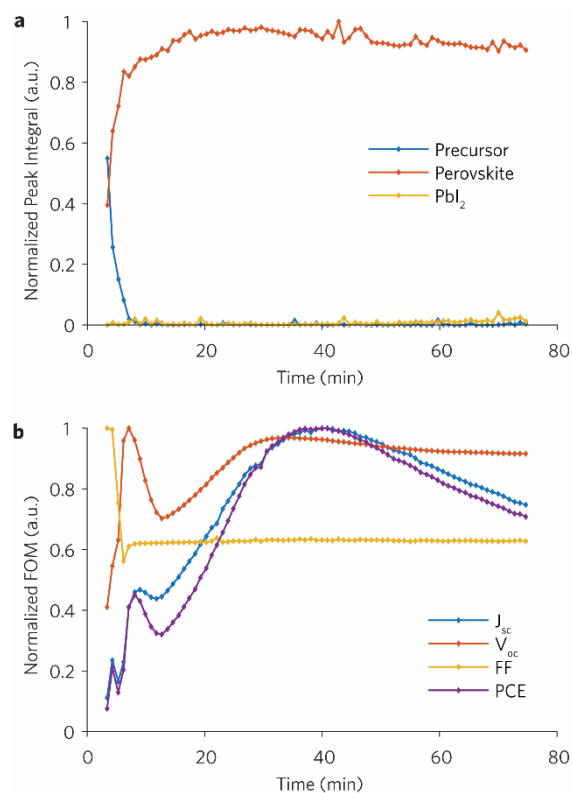 a
Normalized Peak Integral (a.u.)
1
0.8
0.6
0.4
0.2
0
Precursor
Perovskite
PbI₂
0 20 40 60 80
Time (min)
b
Normalized FOM (a.u.)
1
0.8
0.6
0.4
0.2
0
J_sc
V_oc
FF
PCE
0 20 40 60 80
Time (min)